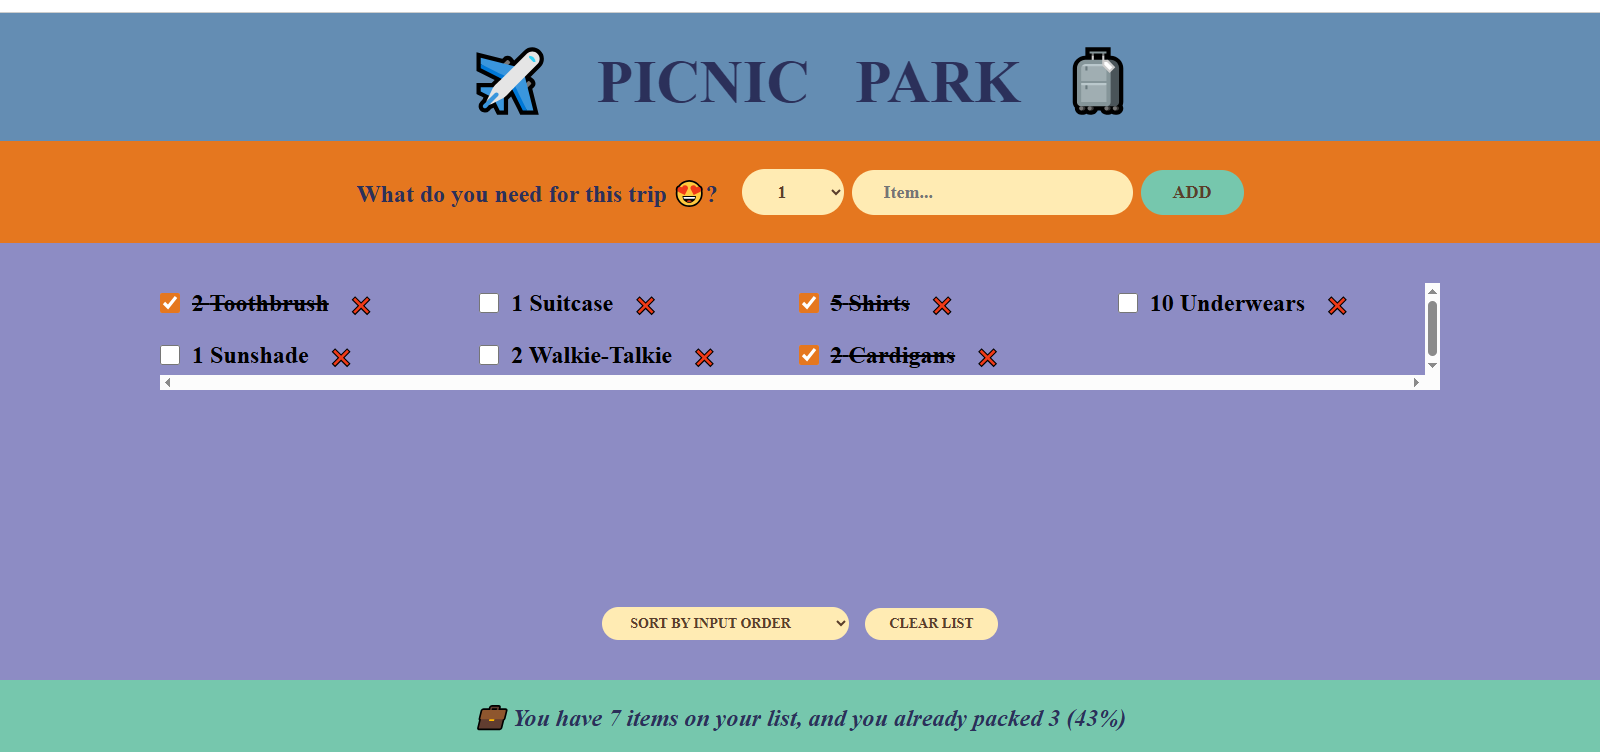 PICNIC PARK
What do you need for this trip 😍? 1 Item... ADD
2 Toothbrush ❌ 1 Suitcase ❌ 5 Shirts ❌ 10 Underwears ❌
1 Sunshade ❌ 2 Walkie-Talkie ❌ 2 Cardigans ❌
SORT BY INPUT ORDER CLEAR LIST
💼 You have 7 items on your list, and you already packed 3 (43%)